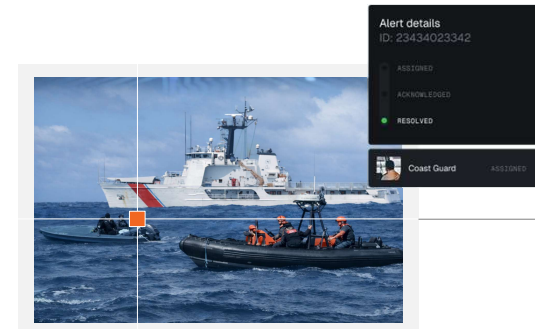 Alert details
ID: 23434023342
ASSIGNED
ACKNOWLEDGED
RESOLVED
Coast Guard ASSIGNED